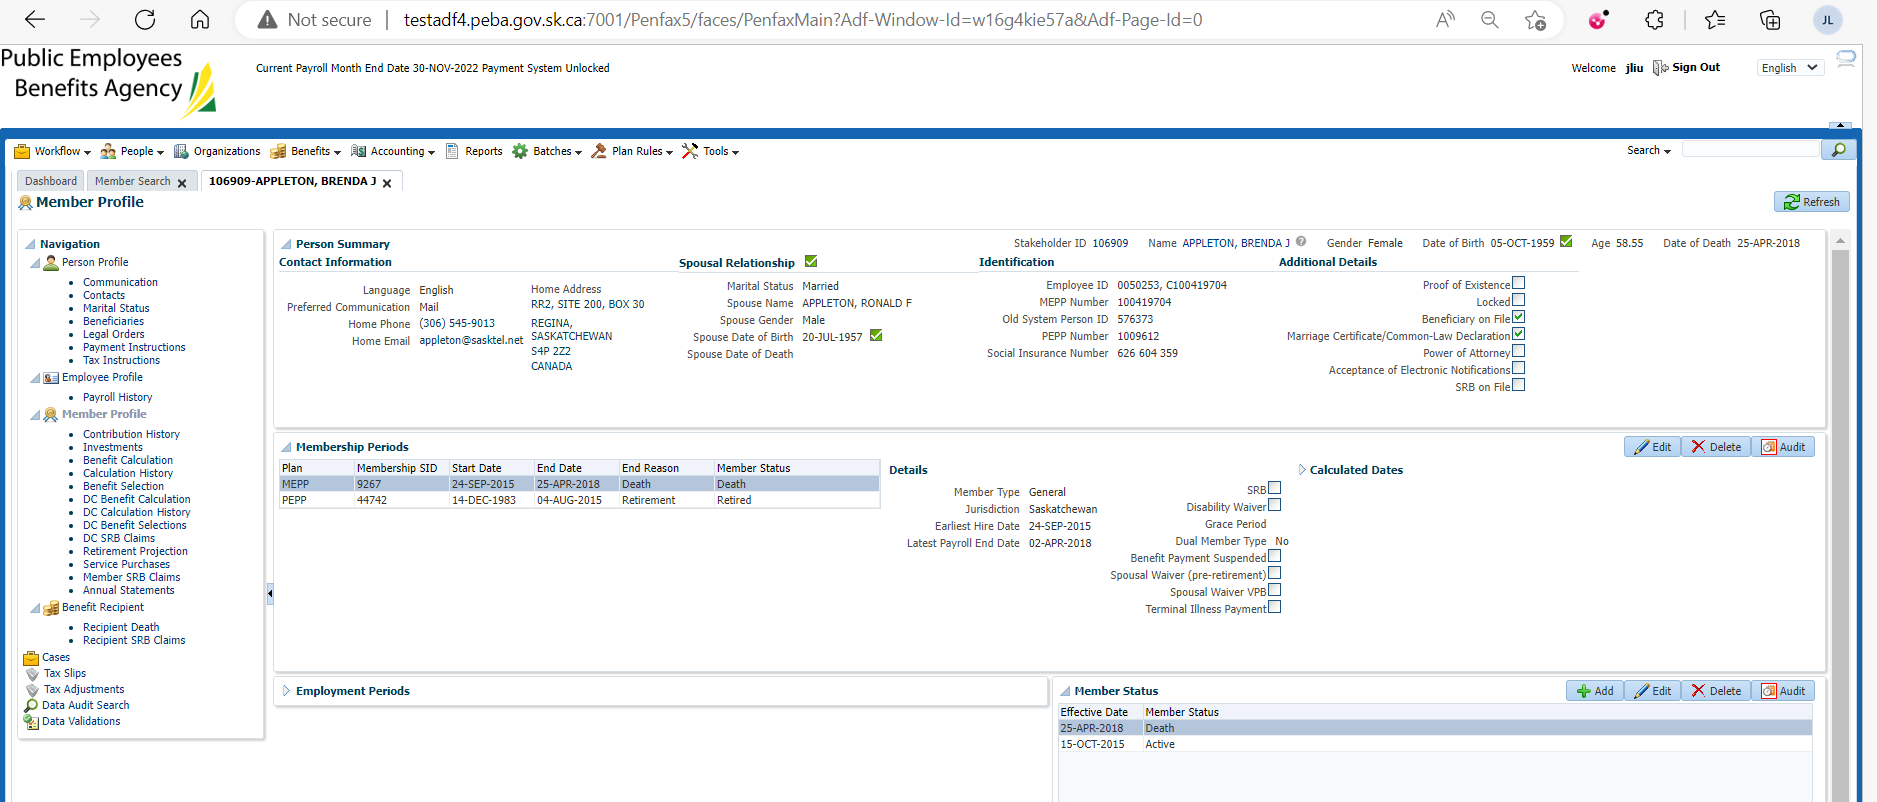 Not secure | testadf4.peba.gov.sk.ca:7001/Penfax5/faces/PenfaxMain?Adf-Window-Id=w16g4kie57a&Adf-Page-Id=0
JL
Public Employees
Benefits Agency
Current Payroll Month End Date 30-NOV-2022 Payment System Unlocked
Welcome jliu Sign Out English
Workflow People Organizations Benefits Accounting Reports Batches Plan Rules Tools Search
Dashboard Member Search 106909-APPLETON, BRENDA J
Member Profile
Refresh
Navigation
Person Profile
Communication
Contacts
Marital Status
Beneficiaries
Legal Orders
Payment Instructions
Tax Instructions
Employee Profile
Payroll History
Member Profile
Contribution History
Investments
Benefit Calculation
Calculation History
Benefit Selection
DC Benefit Calculation
DC Calculation History
DC Benefit Selections
DC SRB Claims
Retirement Projection
Service Purchases
Member SRB Claims
Annual Statements
Benefit Recipient
Recipient Death
Recipient SRB Claims
Cases
Tax Slips
Tax Adjustments
Data Audit Search
Data Validations
Person Summary
Stakeholder ID 106909 Name APPLETON, BRENDA J Gender Female Date of Birth 05-OCT-1959 Age 58.55 Date of Death 25-APR-2018
Contact Information
Language English
Preferred Communication Mail
Home Phone (306) 545-9013
Home Email appleton@sasktel.net
Home Address
RR2, SITE 200, BOX 30
REGINA,
SASKATCHEWAN
S4P 2Z2
CANADA
Spousal Relationship
Marital Status Married
Spouse Name APPLETON, RONALD F
Spouse Gender Male
Spouse Date of Birth 20-JUL-1957
Spouse Date of Death
Identification
Employee ID 0050253, C100419704
MEPP Number 100419704
Old System Person ID 576373
PEPP Number 1009612
Social Insurance Number 626 604 359
Additional Details
Proof of Existence
Locked
Beneficiary on File
Marriage Certificate/Common-Law Declaration
Power of Attorney
Acceptance of Electronic Notifications
SRB on File
Membership Periods
Edit Delete Audit
Plan Membership SID Start Date End Date End Reason Member Status
MEPP 9267 24-SEP-2015 25-APR-2018 Death Death
PEPP 44742 14-DEC-1983 04-AUG-2015 Retirement Retired
Details
Member Type General
Jurisdiction Saskatchewan
Earliest Hire Date 24-SEP-2015
Latest Payroll End Date 02-APR-2018
SRB
Disability Waiver
Grace Period
Dual Member Type No
Benefit Payment Suspended
Spousal Waiver (pre-retirement)
Spousal Waiver VPB
Terminal Illness Payment
Calculated Dates
Employment Periods
Member Status
Add Edit Delete Audit
Effective Date Member Status
25-APR-2018 Death
15-OCT-2015 Active